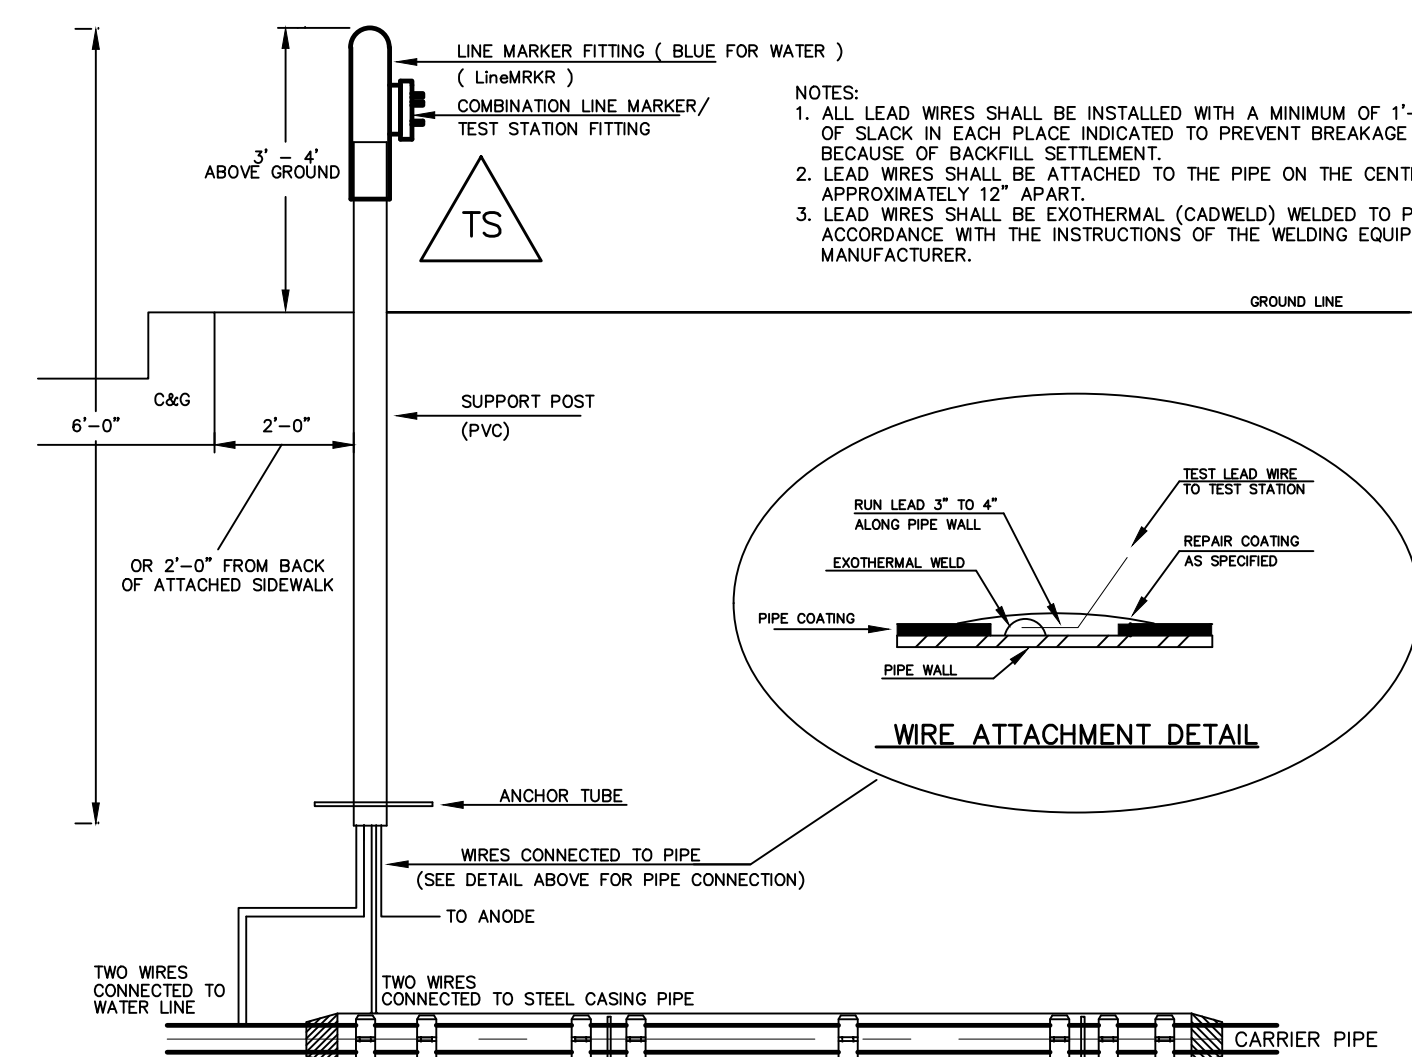 LINE MARKER FITTING ( BLUE FOR WATER )
( LineMRKR )
COMBINATION LINE MARKER/
TEST STATION FITTING
3' - 4'
ABOVE GROUND
TS
NOTES:
1. ALL LEAD WIRES SHALL BE INSTALLED WITH A MINIMUM OF 1'-
OF SLACK IN EACH PLACE INDICATED TO PREVENT BREAKAGE
BECAUSE OF BACKFILL SETTLEMENT.
2. LEAD WIRES SHALL BE ATTACHED TO THE PIPE ON THE
APPROXIMATELY 12" APART.
3. LEAD WIRES SHALL BE EXOTHERMAL (CADWELD) WELDED TO
ACCORDANCE WITH THE INSTRUCTIONS OF THE WELDING
MANUFACTURER.
GROUND LINE
C&G
6'-0"
2'-0"
SUPPORT POST
(PVC)
OR 2'-0" FROM BACK
OF ATTACHED SIDEWALK
TEST LEAD WIRE
TO TEST STATION
RUN LEAD 3" TO 4"
ALONG PIPE WALL
REPAIR COATING
AS SPECIFIED
EXOTHERMAL WELD
PIPE COATING
PIPE WALL
WIRE ATTACHMENT DETAIL
ANCHOR TUBE
WIRES CONNECTED TO PIPE
(SEE DETAIL ABOVE FOR PIPE CONNECTION)
TO ANODE
TWO WIRES
CONNECTED TO
WATER LINE
TWO WIRES
CONNECTED TO STEEL CASING PIPE
CARRIER PIPE